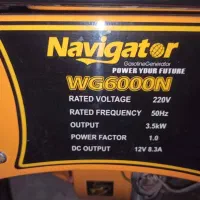 Navigator
GasolineGenerator
POWER YOUR FUTURE
WG6000N
RATED VOLTAGE 220V
RATED FREQUENCY 50Hz
OUTPUT 3.5kW
POWER FACTOR 1.0
DC OUTPUT 12V 8.3A